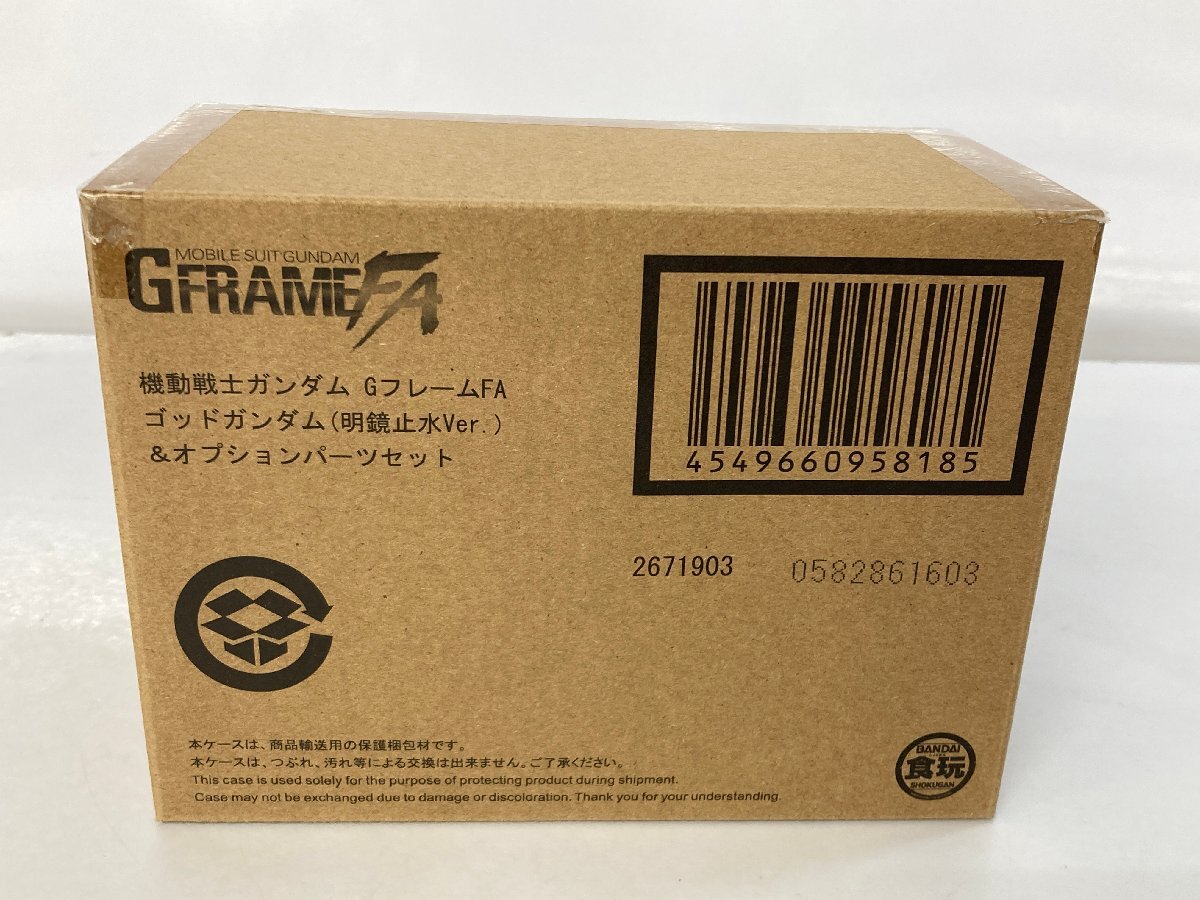 MOBILE SUIT GUNDAM
GFRAMEFA
機動戦士ガンダム GフレームFA
ゴッドガンダム(明鏡止水Ver.)
&オプションパーツセット
4549660958185
2671903
0582861603
本ケースは、商品輸送用の保護梱包材です。
本ケースは、つぶれ、汚れ等による交換は出来ません。ご了承ください。
This case is used solely for the purpose of protecting product during shipment.
Case may not be exchanged due to damage or discoloration. Thank you for your understanding.
BANDAI
食玩
SHOKUGAN